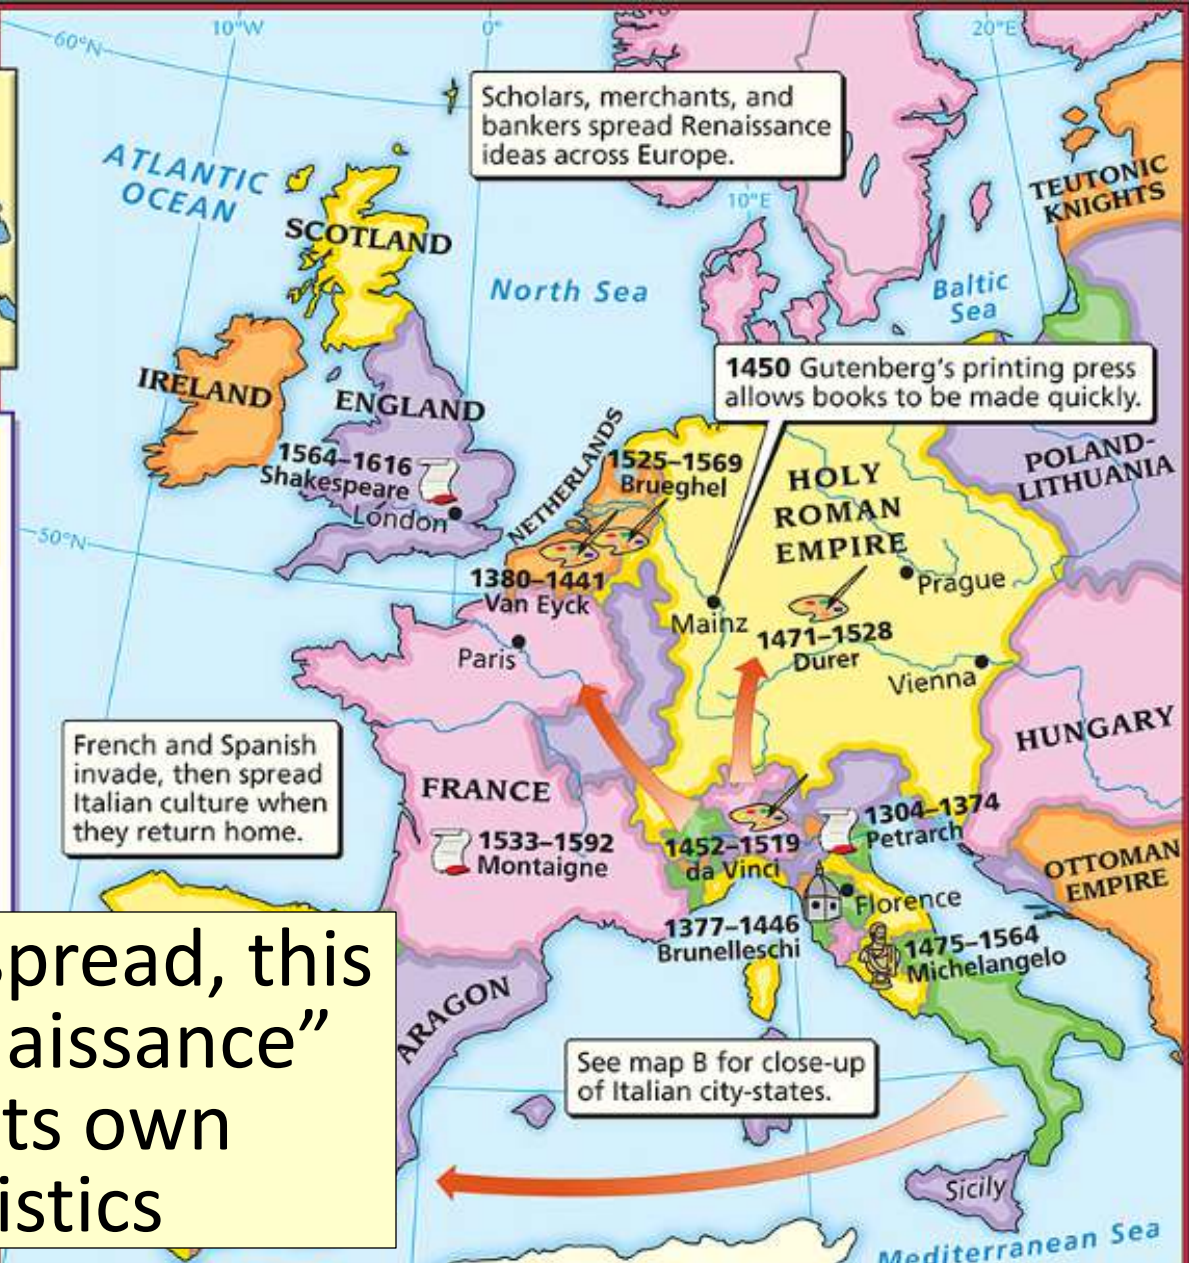 10°W
0°
20°E
60°N
Scholars, merchants, and
bankers spread Renaissance
ideas across Europe.
ATLANTIC
OCEAN
10°E
TEUTONIC
KNIGHTS
SCOTLAND
North Sea
Baltic
Sea
1450 Gutenberg's printing press
allows books to be made quickly.
IRELAND
ENGLAND
NETHERLANDS
1564–1616
Shakespeare
London
1525–1569
Brueghel
HOLY
ROMAN
EMPIRE
POLAND-
LITHUANIA
50°N
1380–1441
Van Eyck
Prague
Mainz
1471–1528
Durer
Paris
Vienna
HUNGARY
French and Spanish
invade, then spread
Italian culture when
they return home.
FRANCE
1533–1592
Montaigne
1452–1519
da Vinci
1304–1374
Petrarch
OTTOMAN
EMPIRE
Florence
1377–1446
Brunelleschi
1475–1564
Michelangelo
spread, this
aissance”
ts own
istics
ARAGON
See map B for close-up
of Italian city-states.
Sicily
Mediterranean Sea